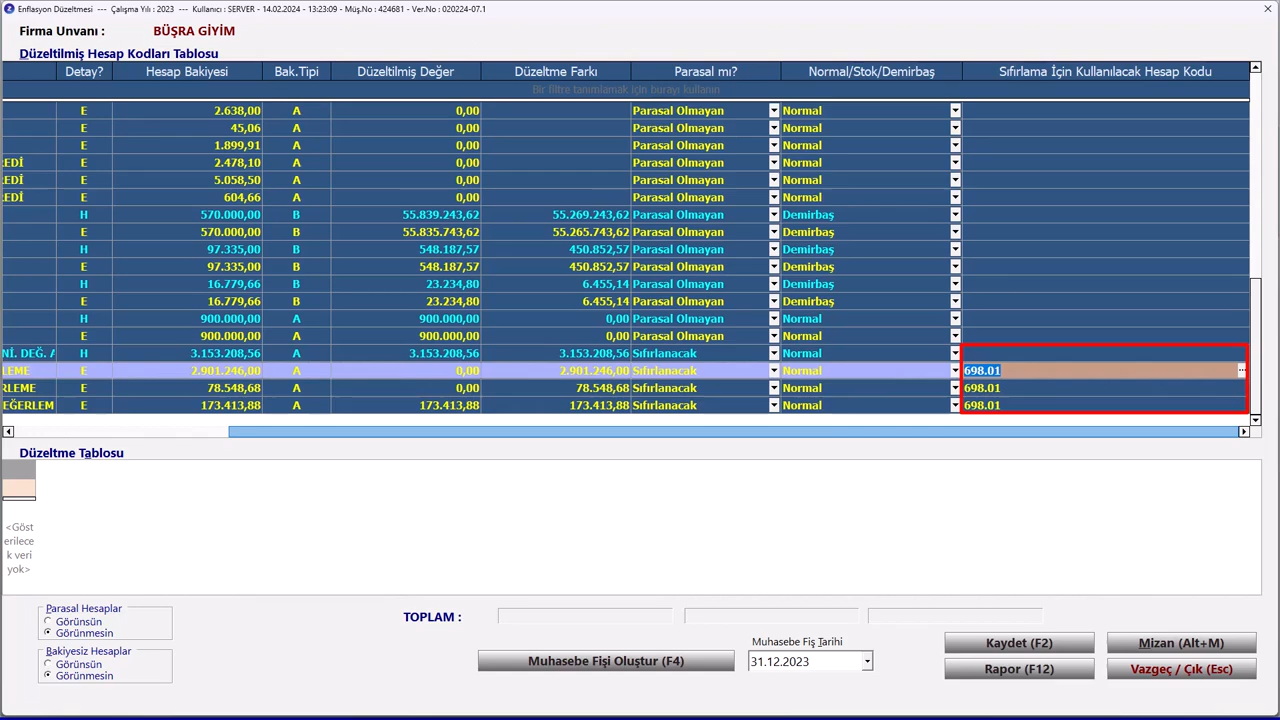 Enflasyon Düzeltmesi --- Çalışma Yılı : 2023 --- Kullanıcı : SERVER - 14.02.2024 - 13:23:09 - Müş.No : 424681 - Ver.No : 020224-07.1
Firma Unvanı : BÜŞRA GİYİM
Düzeltilmiş Hesap Kodları Tablosu
Detay? Hesap Bakiyesi Bak.Tipi Düzeltilmiş Değer Düzeltme Farkı Parasal mı? Normal/Stok/Demirbaş Sıfırlama İçin Kullanılacak Hesap Kodu
Bir filtre tanımlamak için burayı kullanın
E 2.638,00 A 0,00 Parasal Olmayan Normal
E 45,06 A 0,00 Parasal Olmayan Normal
E 1.899,91 A 0,00 Parasal Olmayan Normal
EDİ E 2.478,10 A 0,00 Parasal Olmayan Normal
EDİ E 5.058,50 A 0,00 Parasal Olmayan Normal
EDİ E 604,66 A 0,00 Parasal Olmayan Normal
H 570.000,00 B 55.839.243,62 55.269.243,62 Parasal Olmayan Demirbaş
E 570.000,00 B 55.835.743,62 55.265.743,62 Parasal Olmayan Demirbaş
H 97.335,00 B 548.187,57 450.852,57 Parasal Olmayan Demirbaş
E 97.335,00 B 548.187,57 450.852,57 Parasal Olmayan Demirbaş
H 16.779,66 B 23.234,80 6.455,14 Parasal Olmayan Demirbaş
E 16.779,66 B 23.234,80 6.455,14 Parasal Olmayan Demirbaş
H 900.000,00 A 900.000,00 0,00 Parasal Olmayan Normal
E 900.000,00 A 900.000,00 0,00 Parasal Olmayan Normal
Nİ. DEĞ. A H 3.153.208,56 A 3.153.208,56 3.153.208,56 Sıfırlanacak Normal
LEME E 2.901.246,00 A 0,00 2.901.246,00 Sıfırlanacak Normal 698.01
RLEME E 78.548,68 A 0,00 78.548,68 Sıfırlanacak Normal 698.01
EĞERLEM E 173.413,88 A 173.413,88 173.413,88 Sıfırlanacak Normal 698.01
Düzeltme Tablosu
<Göst
erilece
k veri
yok>
Parasal Hesaplar
Görünsün
Görünmesin
Bakiyesiz Hesaplar
Görünsün
Görünmesin
TOPLAM :
Muhasebe Fişi Oluştur (F4)
Muhasebe Fiş Tarihi
31.12.2023
Kaydet (F2) Mizan (Alt+M)
Rapor (F12) Vazgeç / Çık (Esc)